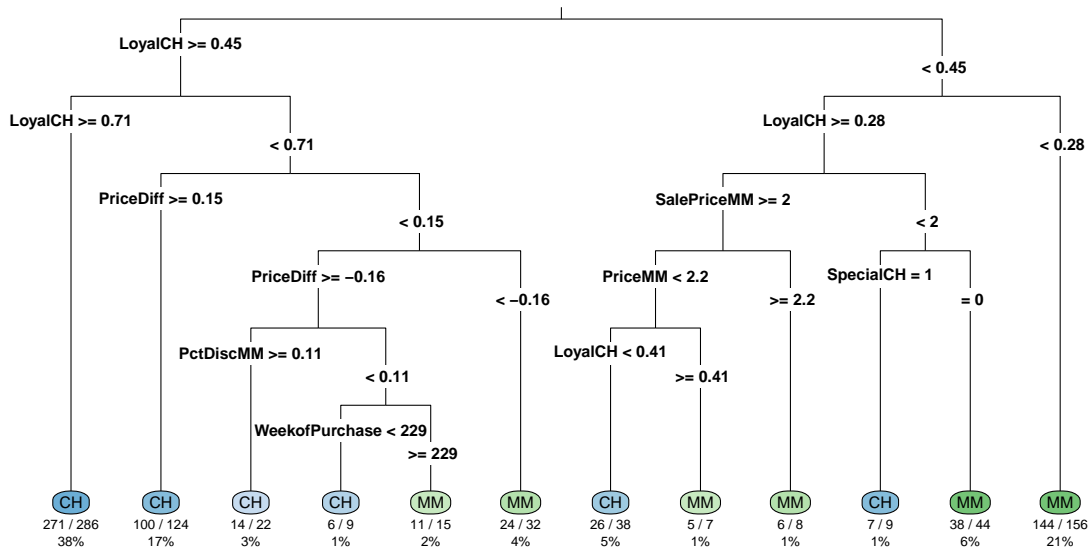 LoyalCH >= 0.45
< 0.45
LoyalCH >= 0.71
LoyalCH >= 0.28
< 0.71
< 0.28
PriceDiff >= 0.15
SalePriceMM >= 2
< 0.15
< 2
PriceDiff >= −0.16
PriceMM < 2.2
SpecialCH = 1
< −0.16
>= 2.2
= 0
PctDiscMM >= 0.11
LoyalCH < 0.41
< 0.11
>= 0.41
WeekofPurchase < 229
>= 229
CH CH CH CH MM MM CH MM MM CH MM MM
271 / 286 100 / 124 14 / 22 6 / 9 11 / 15 24 / 32 26 / 38 5 / 7 6 / 8 7 / 9 38 / 44 144 / 156
38% 17% 3% 1% 2% 4% 5% 1% 1% 1% 6% 21%